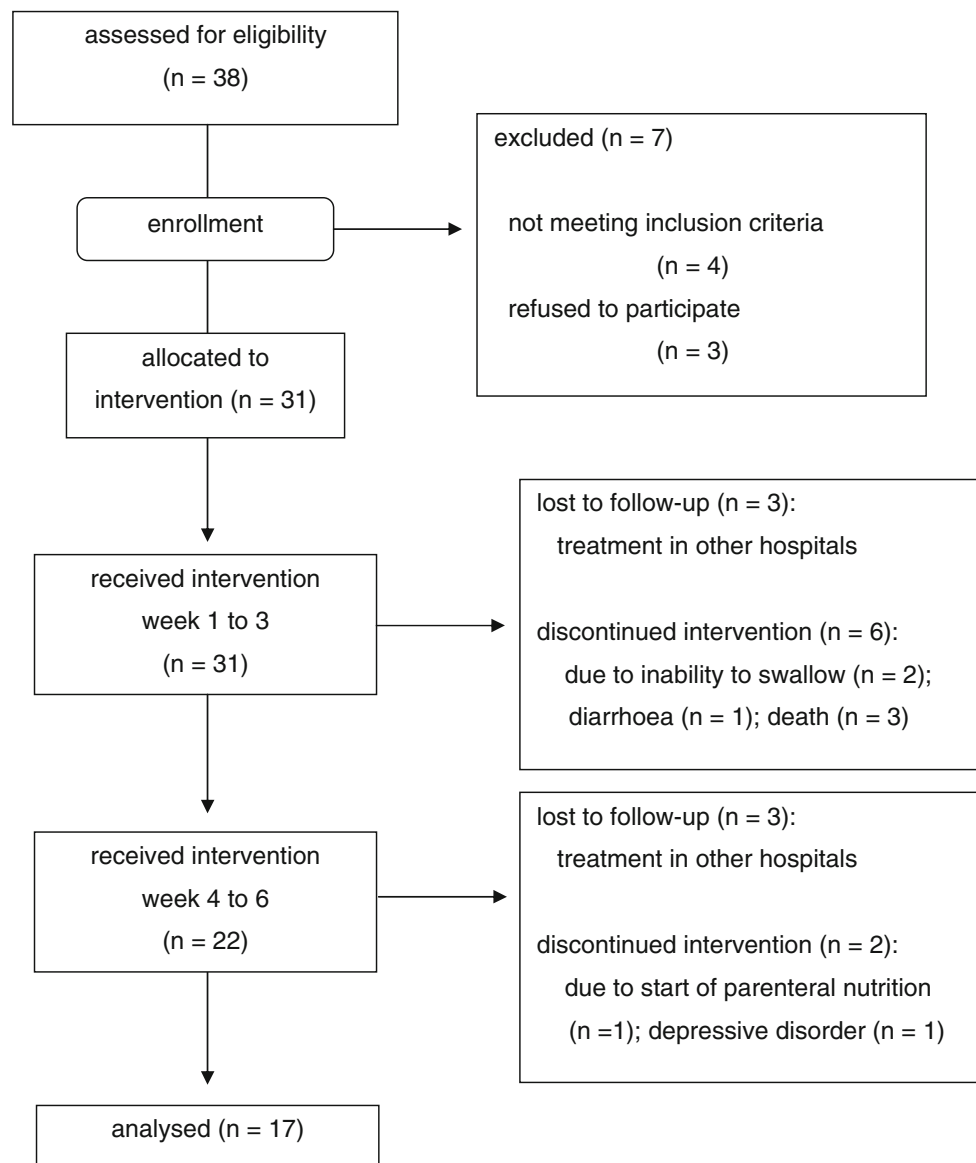 assessed for eligibility
(n = 38)
excluded (n = 7)
not meeting inclusion criteria
(n = 4)
refused to participate
(n = 3)
enrollment
allocated to
intervention (n = 31)
lost to follow-up (n = 3):
treatment in other hospitals
discontinued intervention (n = 6):
due to inability to swallow (n = 2);
diarrhoea (n = 1); death (n = 3)
received intervention
week 1 to 3
(n = 31)
lost to follow-up (n = 3):
treatment in other hospitals
discontinued intervention (n = 2):
due to start of parenteral nutrition
(n =1); depressive disorder (n = 1)
received intervention
week 4 to 6
(n = 22)
analysed (n = 17)